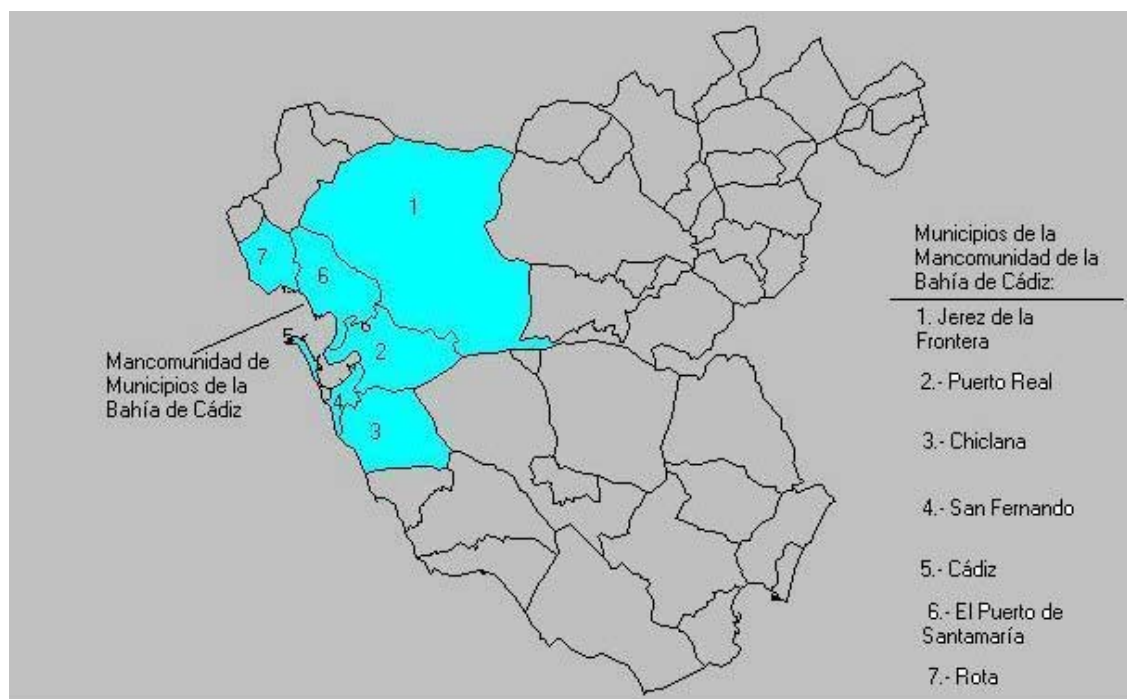 1
7
6
5
2
4
3
Mancomunidad de
Municipios de la
Bahía de Cádiz
Municipios de la
Mancomunidad de la
Bahía de Cádiz:
1. Jerez de la
Frontera
2.- Puerto Real
3.- Chiclana
4.- San Fernando
5.- Cádiz
6.- El Puerto de
Santamaría
7.- Rota